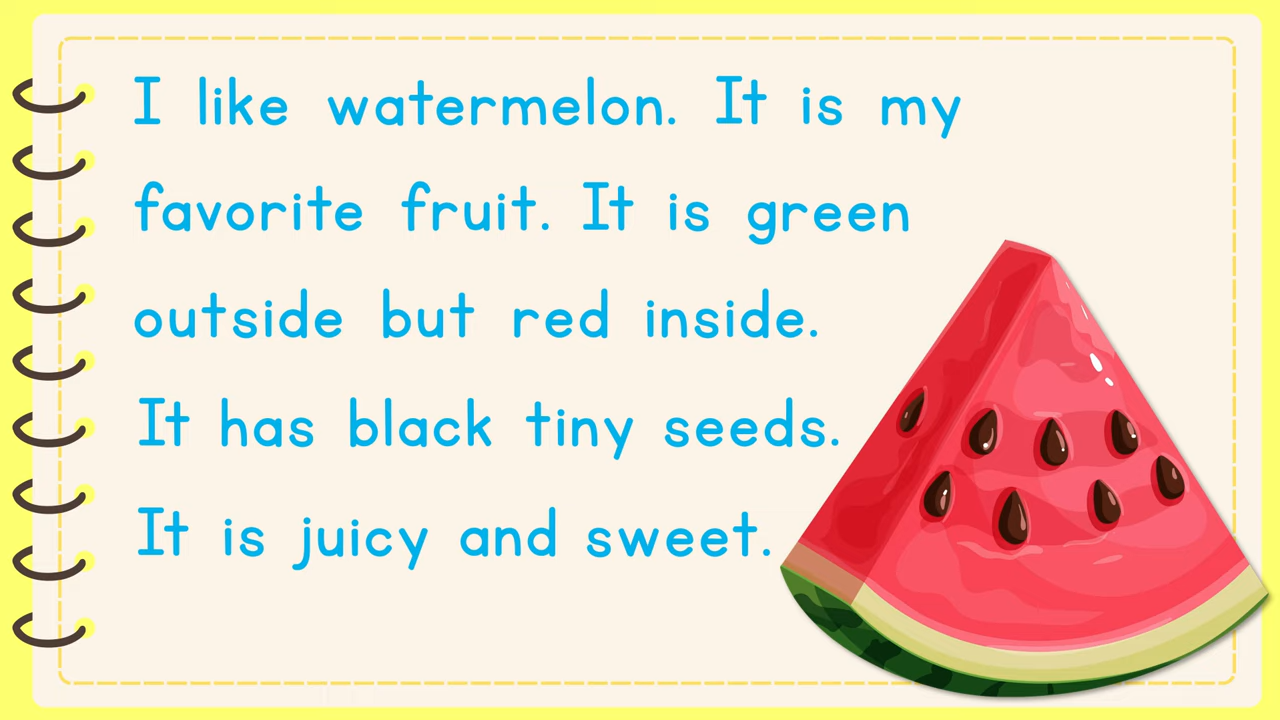 I like watermelon. It is my
favorite fruit. It is green
outside but red inside.
It has black tiny seeds.
It is juicy and sweet.